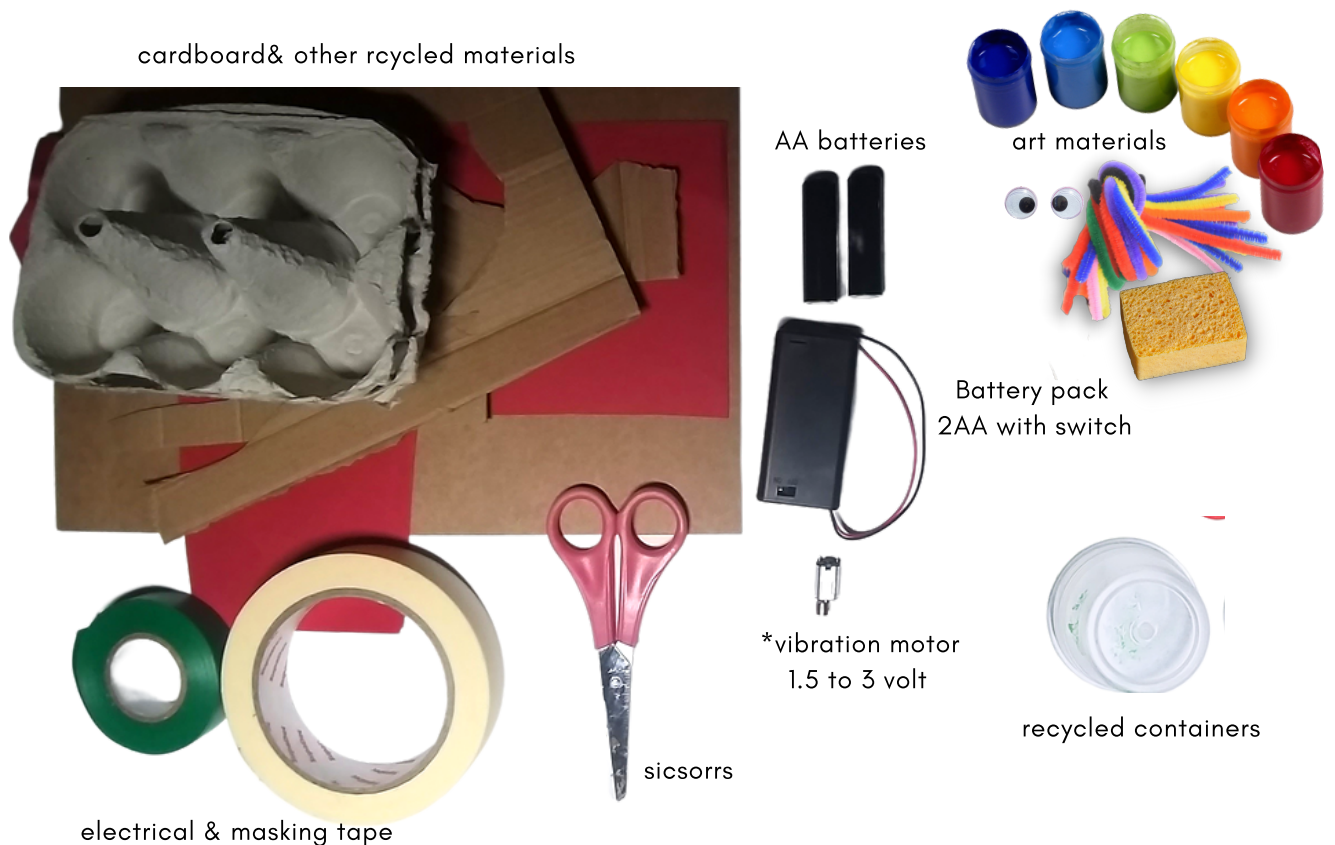 cardboard& other rcycled materials
AA batteries
art materials
Battery pack
2AA with switch
*vibration motor
1.5 to 3 volt
recycled containers
sicsorrs
electrical & masking tape